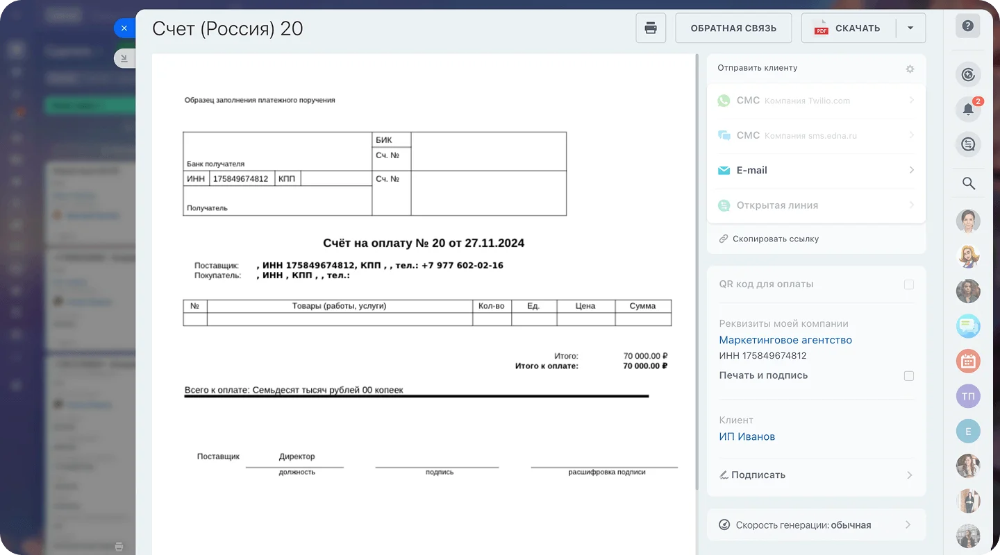 Счет (Россия) 20
ОБРАТНАЯ СВЯЗЬ
PDF СКАЧАТЬ
Образец заполнения платежного поручения
БИК
Сч. №
Банк получателя
ИНН 175849674812 КПП Сч. №
Получатель
Счёт на оплату № 20 от 27.11.2024
Поставщик: , ИНН 175849674812, КПП , , тел.: +7 977 602-02-16
Покупатель: , ИНН , КПП , , тел.:
№ Товары (работы, услуги) Кол-во Ед. Цена Сумма
Итого: 70 000.00 ₽
Итого к оплате: 70 000.00 ₽
Всего к оплате: Семьдесят тысяч рублей 00 копеек
Поставщик Директор
должность подпись расшифровка подписи
Отправить клиенту
СМС Компания Twilio.com
СМС Компания sms.edna.ru
E-mail
Открытая линия
Скопировать ссылку
QR код для оплаты
Реквизиты моей компании
Маркетинговое агентство
ИНН 175849674812
Печать и подпись
Клиент
ИП Иванов
Подписать
Скорость генерации: обычная
?
2
ТП
Е